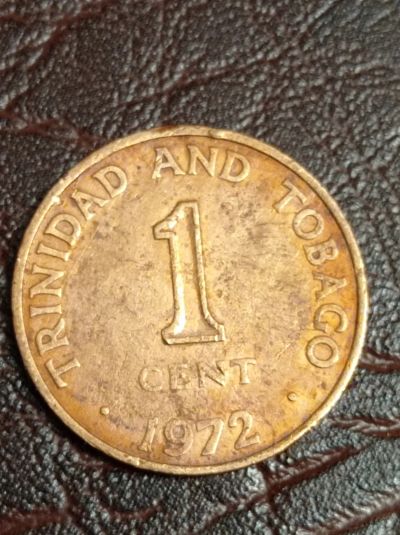 TRINIDAD AND TOBAGO
1
CENT
· 1972 ·